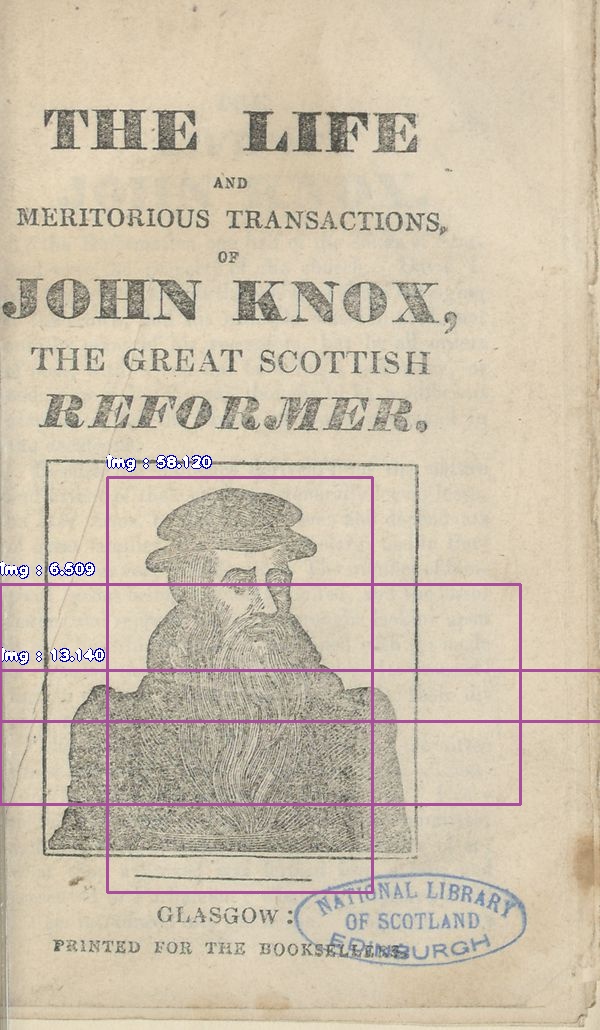 THE LIFE
AND
MERITORIOUS TRANSACTIONS,
OF
JOHN KNOX,
THE GREAT SCOTTISH
REFORMER.
img : 58.120
img : 6.509
img : 13.140
GLASGOW:
PRINTED FOR THE BOOKSELLERS.
NATIONAL LIBRARY
OF SCOTLAND
EDINBURGH